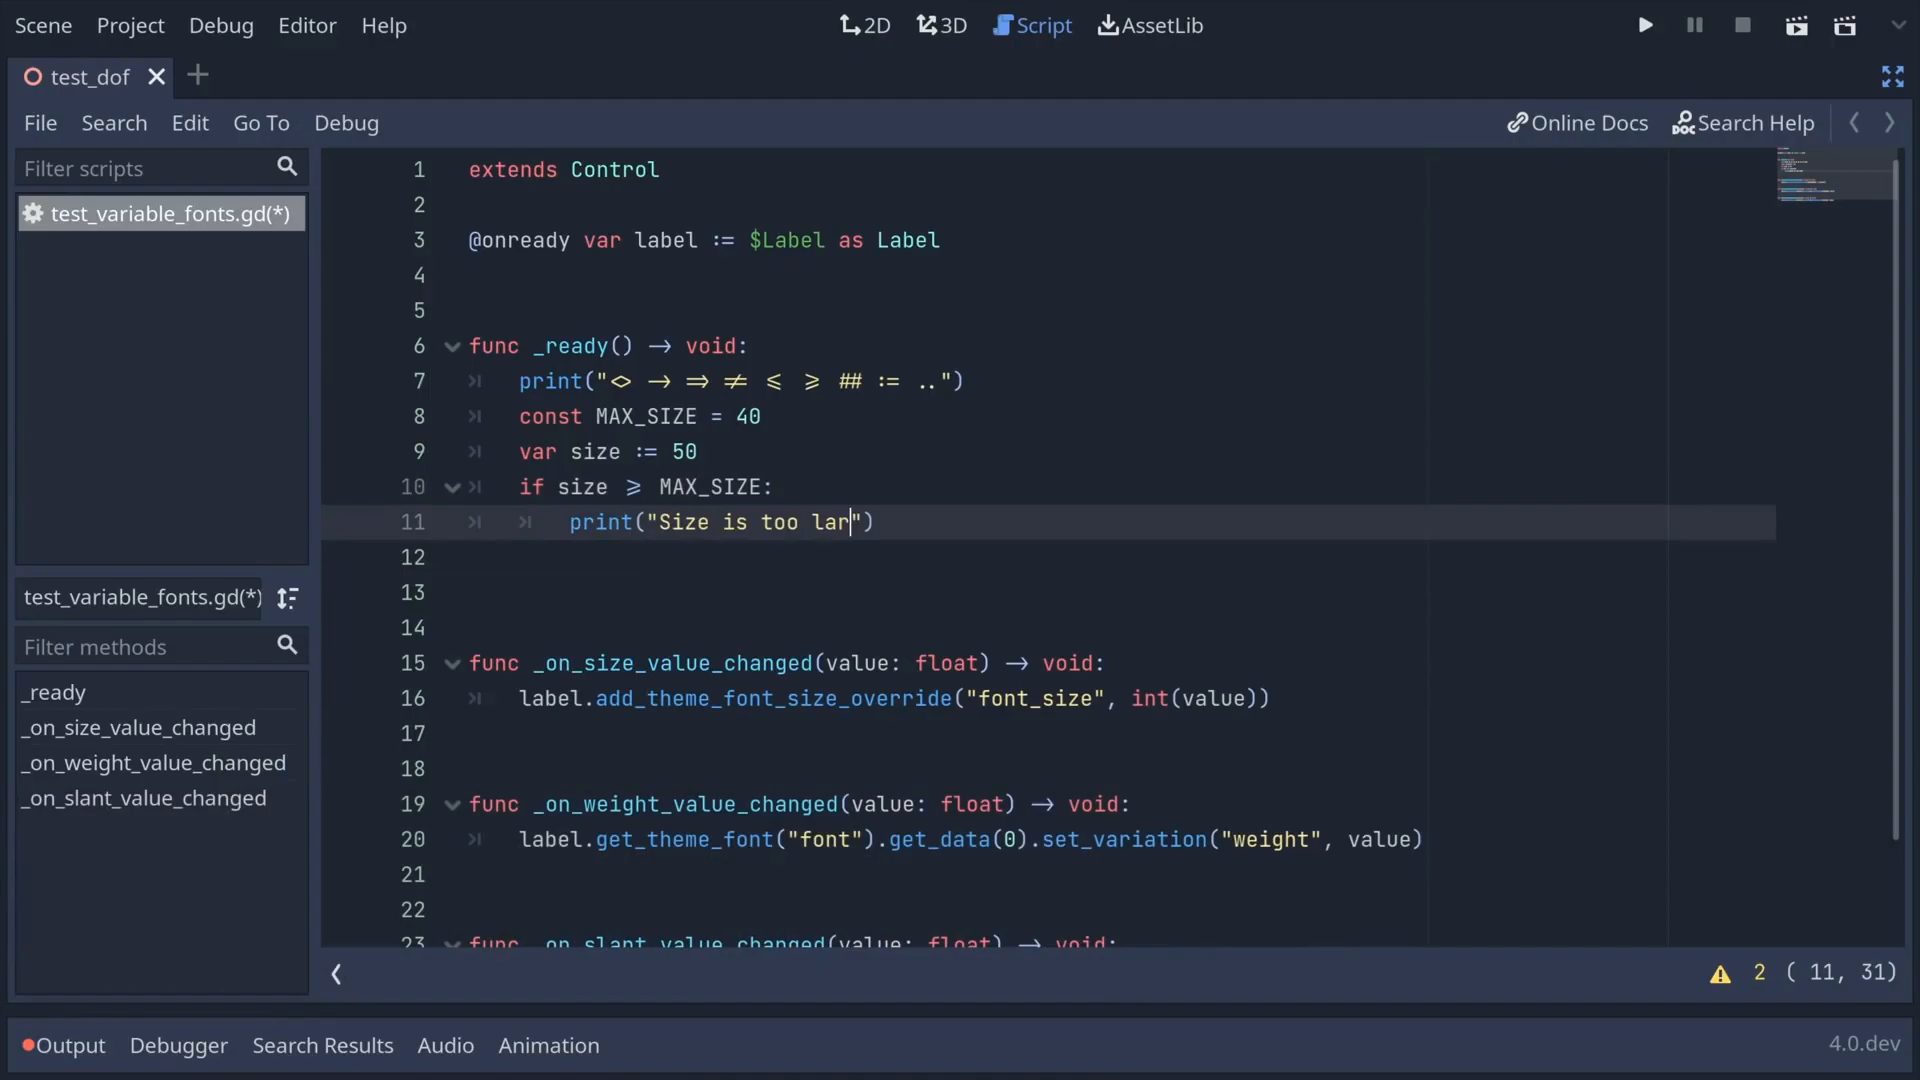 Scene Project Debug Editor Help 2D 3D Script AssetLib
test_dof
File Search Edit Go To Debug Online Docs Search Help
Filter scripts
test_variable_fonts.gd(*)
test_variable_fonts.gd(*)
Filter methods
_ready
_on_size_value_changed
_on_weight_value_changed
_on_slant_value_changed
1 extends Control
2
3 @onready var label := $Label as Label
4
5
6 func _ready() -> void:
7 print("<> -> => != <= >= ## := ..")
8 const MAX_SIZE = 40
9 var size := 50
10 if size >= MAX_SIZE:
11 print("Size is too lar")
12
13
14
15 func _on_size_value_changed(value: float) -> void:
16 label.add_theme_font_size_override("font_size", int(value))
17
18
19 func _on_weight_value_changed(value: float) -> void:
20 label.get_theme_font("font").get_data(0).set_variation("weight", value)
21
22
23 func _on_slant_value_changed(value: float) -> void:
2 ( 11, 31)
Output Debugger Search Results Audio Animation 4.0.dev